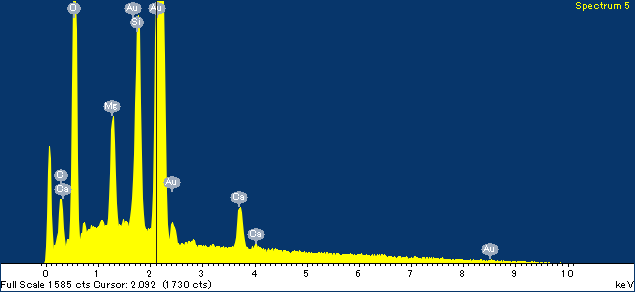 Spectrum 5
O Au Au
Si
Mg
C
Ca Au
Ca
Ca
Au
0 1 2 3 4 5 6 7 8 9 10
Full Scale 1585 cts Cursor: 2.092 (1730 cts) keV